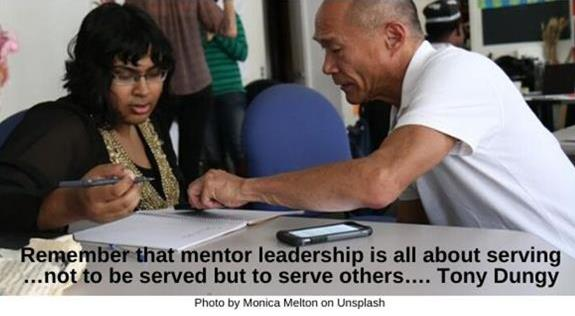 Remember that mentor leadership is all about serving
…not to be served but to serve others…. Tony Dungy
Photo by Monica Melton on Unsplash